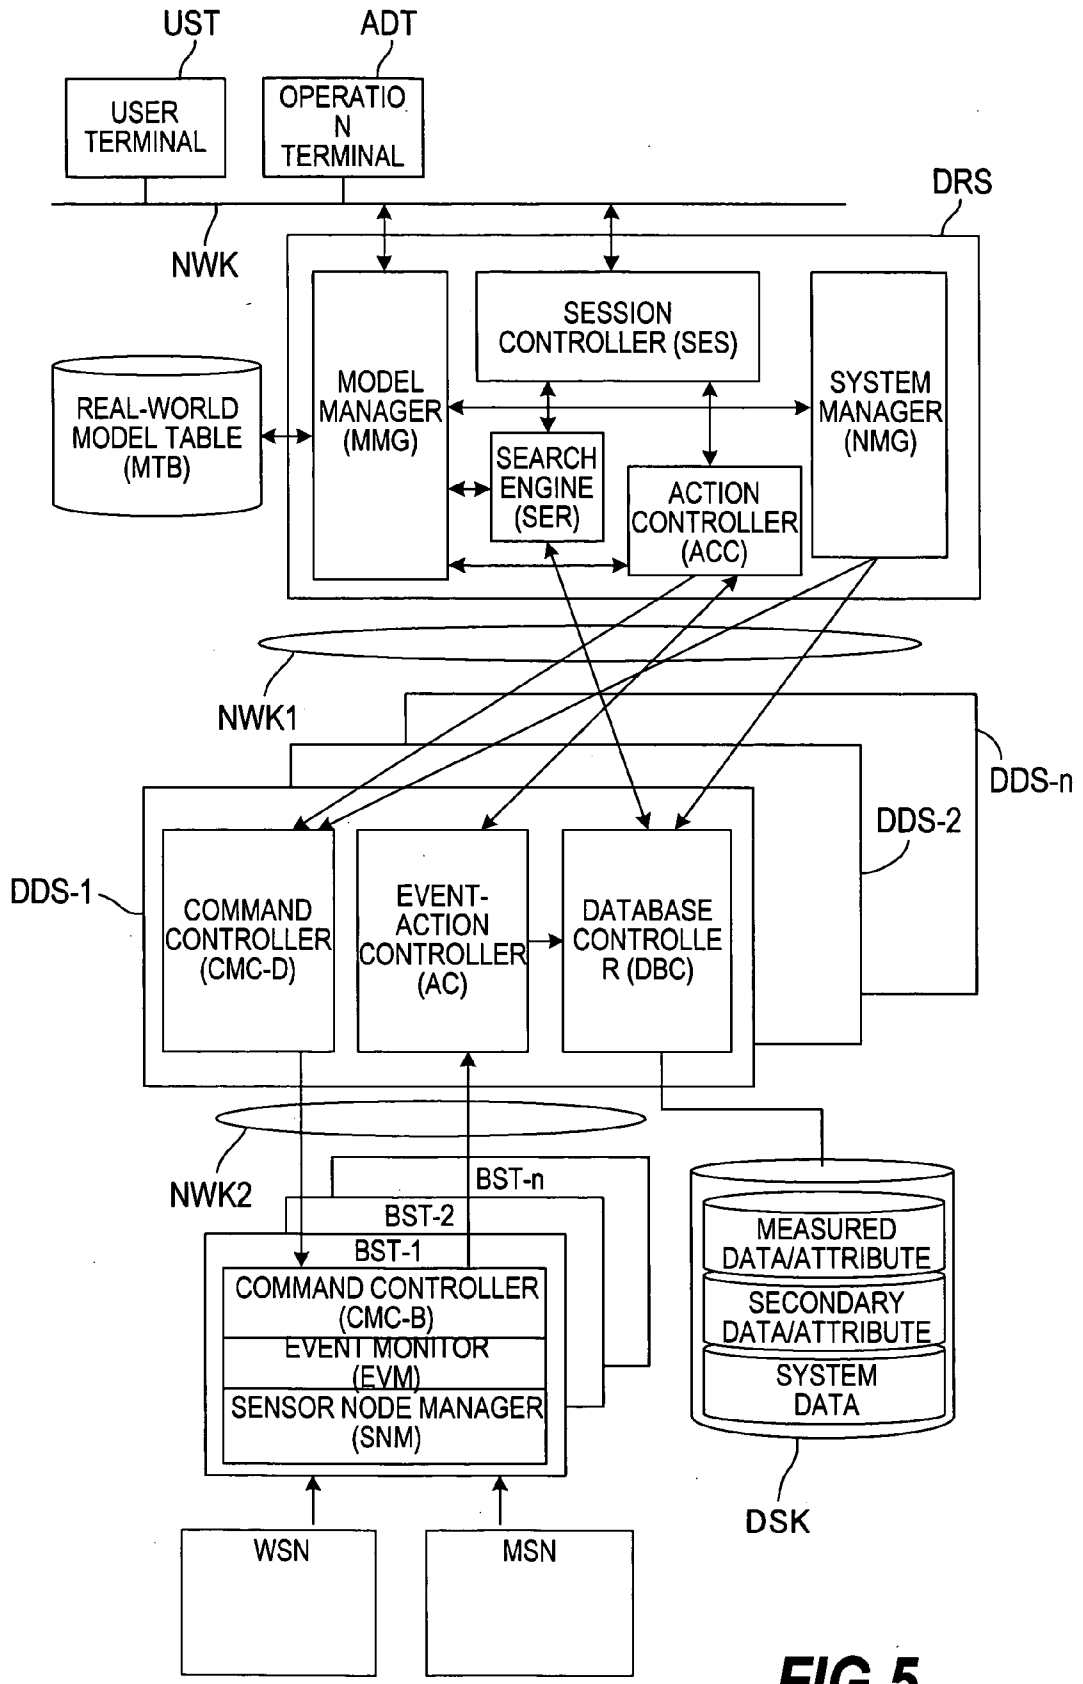 UST
ADT
USER
TERMINAL
OPERATIO
N
TERMINAL
DRS
NWK
SESSION
CONTROLLER (SES)
MODEL
MANAGER
(MMG)
SYSTEM
MANAGER
(NMG)
REAL-WORLD
MODEL TABLE
(MTB)
SEARCH
ENGINE
(SER)
ACTION
CONTROLLER
(ACC)
NWK1
DDS-n
DDS-2
DDS-1
COMMAND
CONTROLLER
(CMC-D)
EVENT-
ACTION
CONTROLLER
(AC)
DATABASE
CONTROLLE
R (DBC)
NWK2
BST-n
BST-2
BST-1
COMMAND CONTROLLER
(CMC-B)
EVENT MONITOR
(EVM)
SENSOR NODE MANAGER
(SNM)
MEASURED
DATA/ATTRIBUTE
SECONDARY
DATA/ATTRIBUTE
SYSTEM
DATA
DSK
WSN
MSN
FIG.5